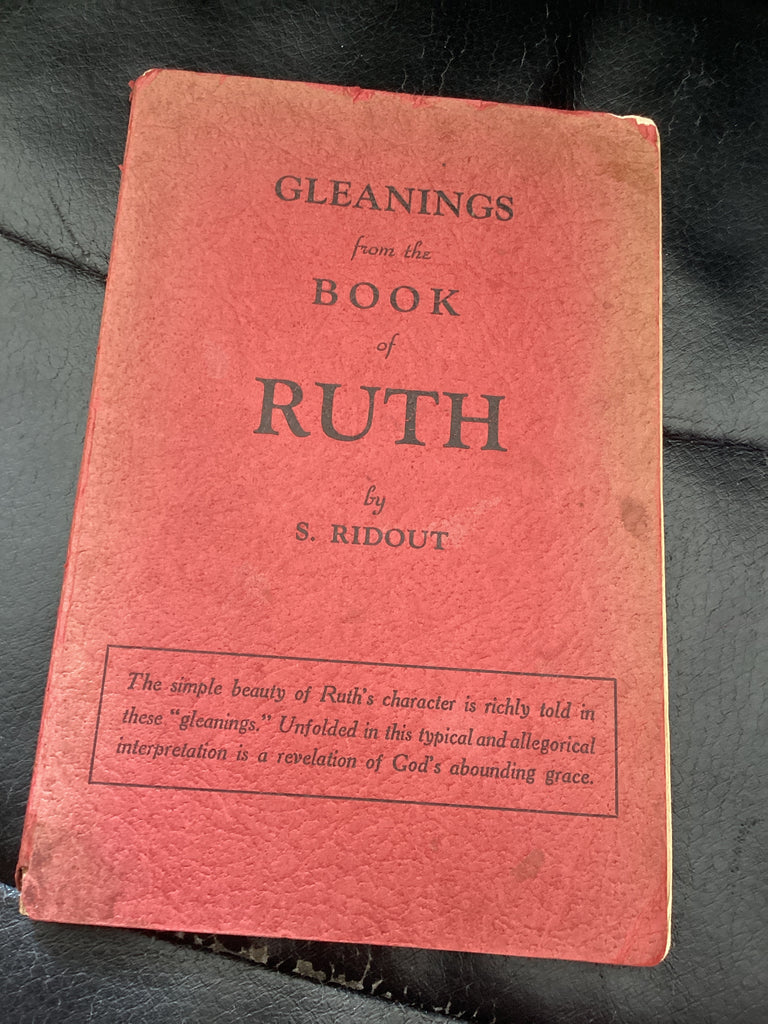 GLEANINGS
from the
BOOK
of
RUTH
by
S. RIDOUT
The simple beauty of Ruth's character is richly told in
these "gleanings." Unfolded in this typical and allegorical
interpretation is a revelation of God's abounding grace.